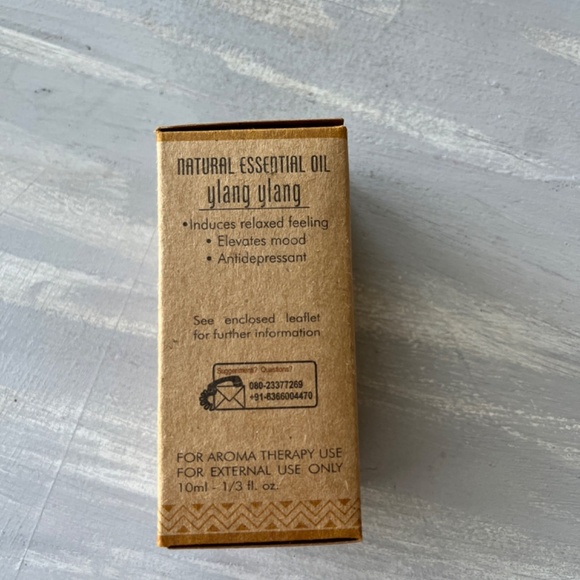 NATURAL ESSENTIAL OIL
ylang ylang
•Induces relaxed feeling
• Elevates mood
• Antidepressant
See enclosed leaflet
for further information
Suggestions? Questions?
080-23377269
+91-8366004470
FOR AROMA THERAPY USE
FOR EXTERNAL USE ONLY
10ml - 1/3 fl. oz.